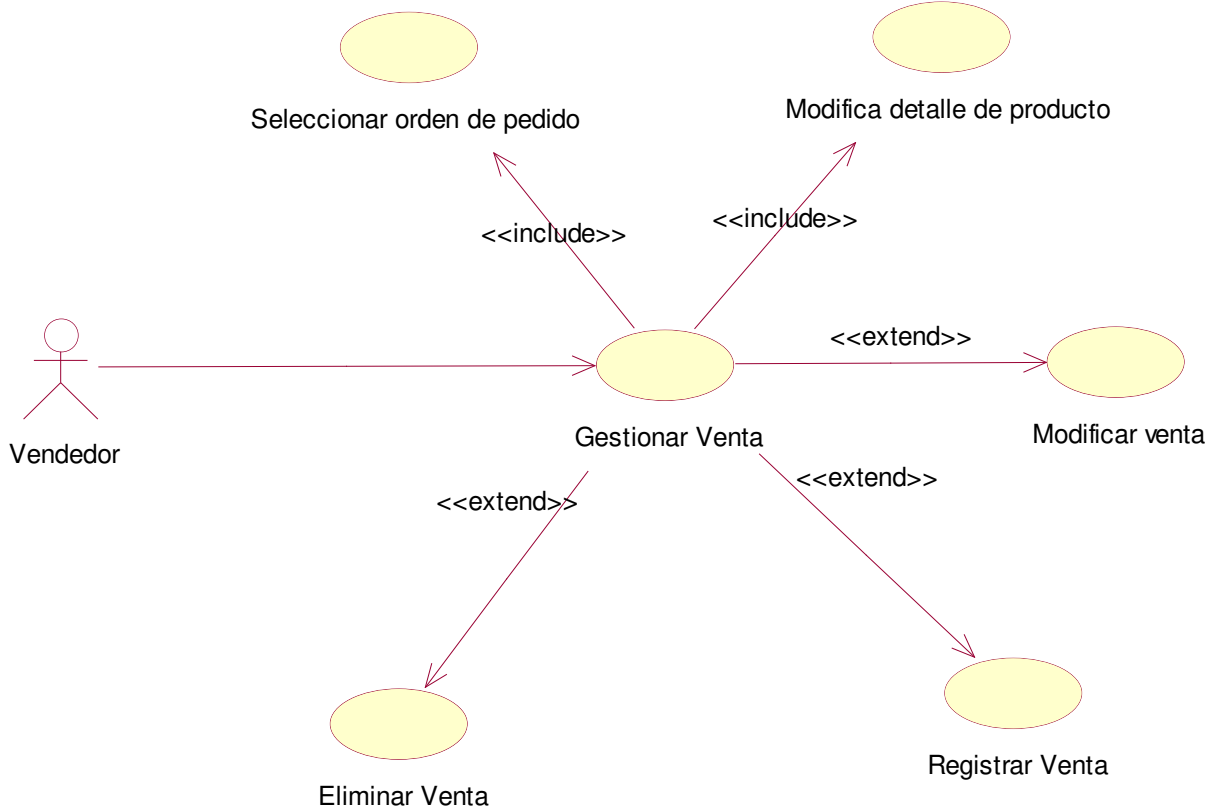 Seleccionar orden de pedido
Modifica detalle de producto
<<include>>
<<include>>
<<extend>>
Vendedor
Gestionar Venta
Modificar venta
<<extend>>
<<extend>>
Eliminar Venta
Registrar Venta